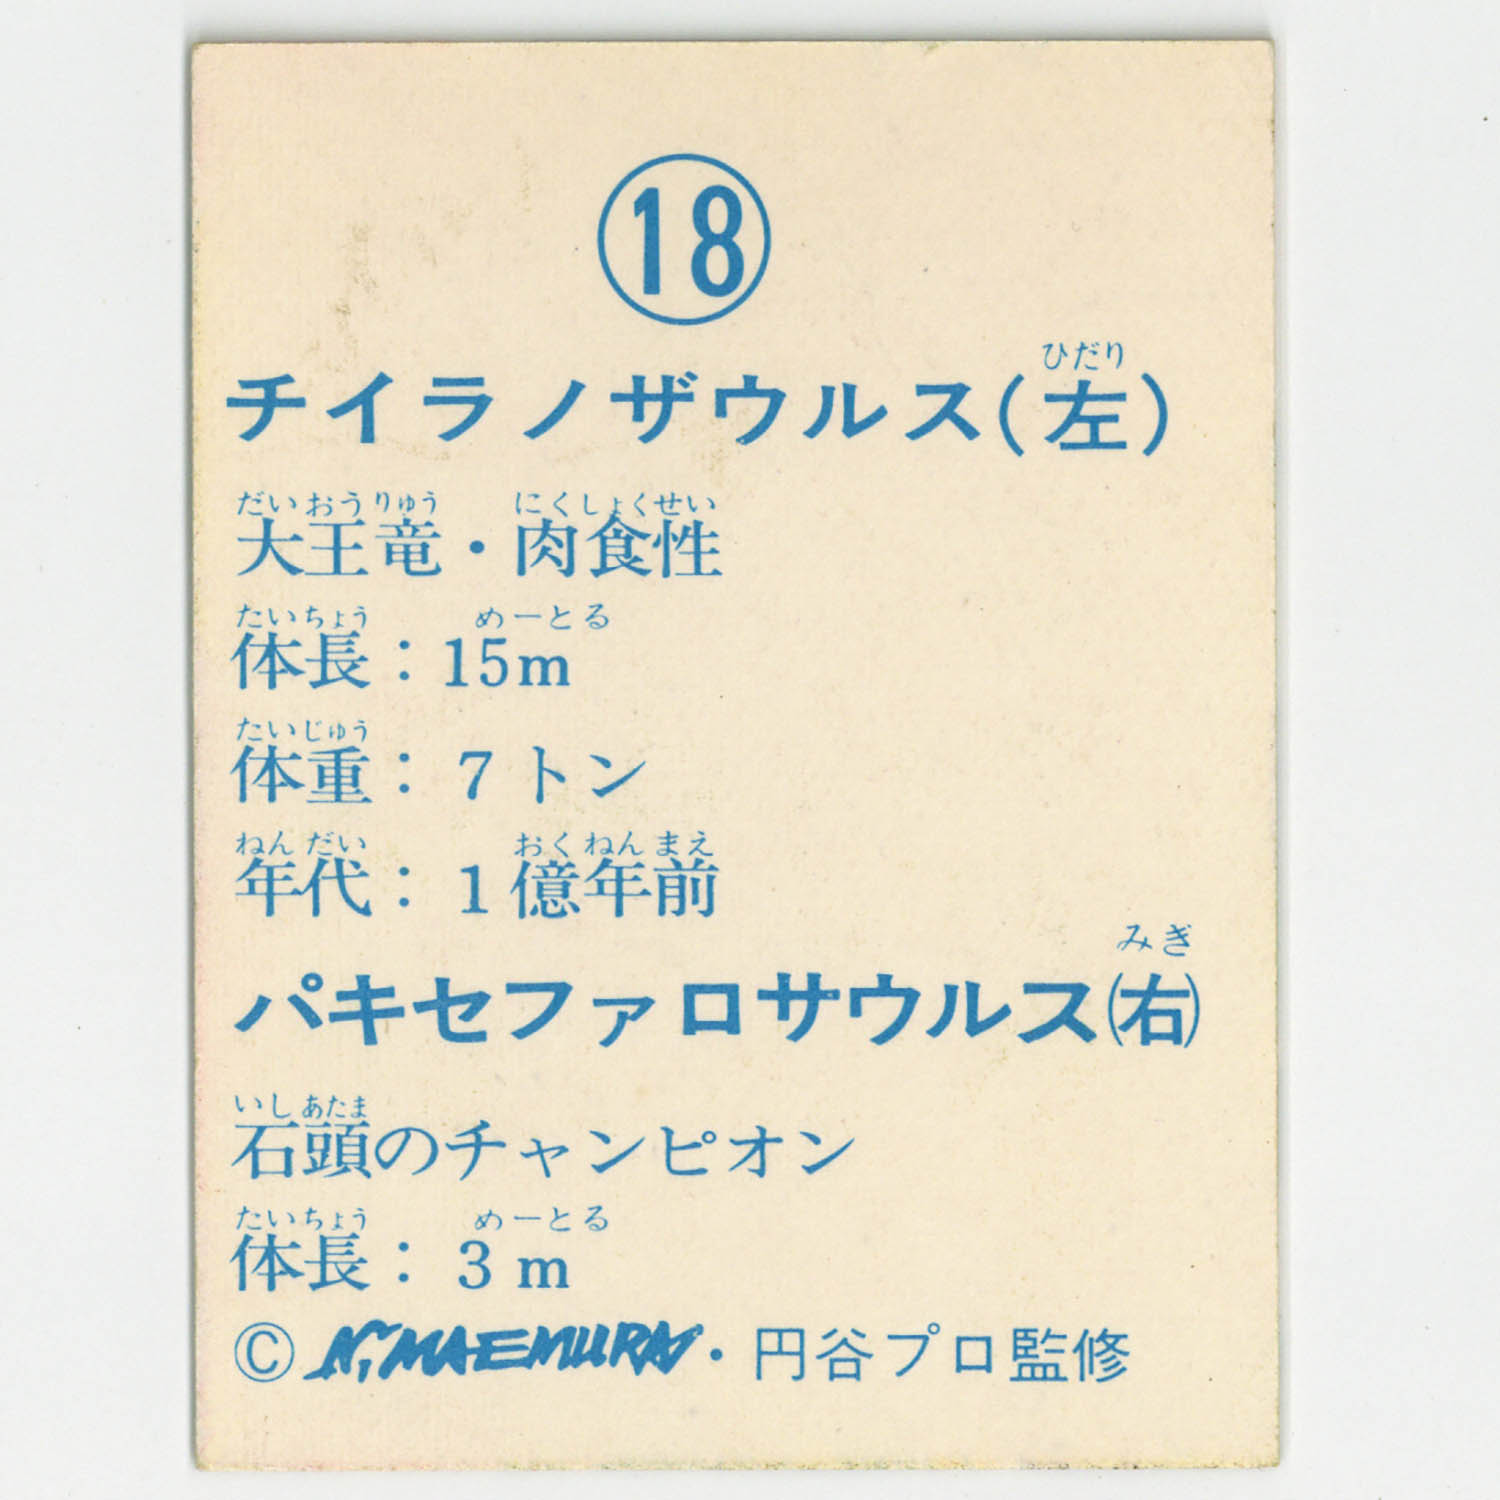 18
ひだり
チイラノザウルス(左)
だいおうりゅう にくしょくせい
大王竜・肉食性
たいちょう めーとる
体長：15m
たいじゅう
体重：7トン
ねんだい おくねんまえ
年代：1億年前
みぎ
パキセファロサウルス(右)
いしあたま
石頭のチャンピオン
たいちょう めーとる
体長：3m
© N, MAEMURA・円谷プロ監修